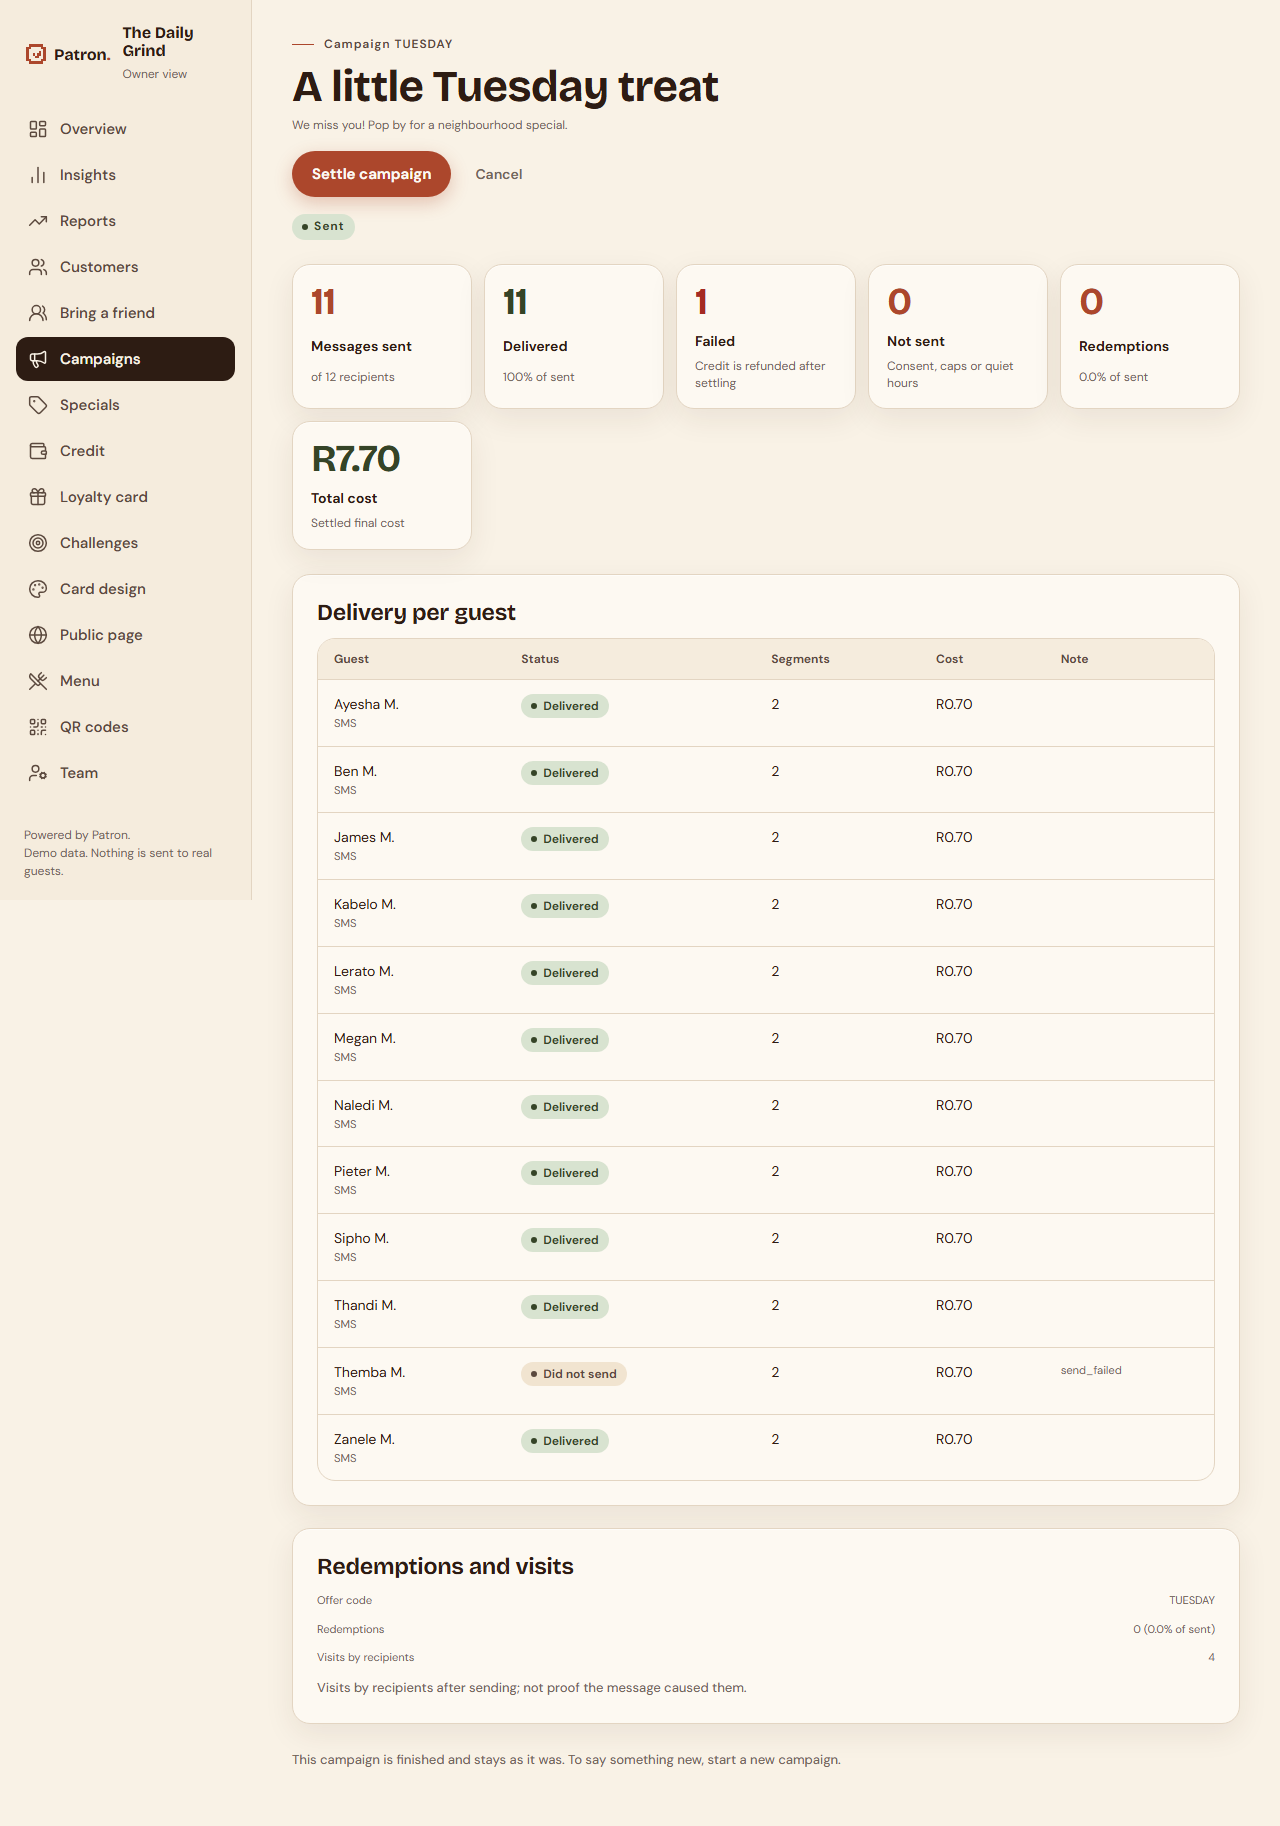 Patron.
The Daily
Grind
Owner view
Overview
Insights
Reports
Customers
Bring a friend
Campaigns
Specials
Credit
Loyalty card
Challenges
Card design
Public page
Menu
QR codes
Team
Powered by Patron.
Demo data. Nothing is sent to real
guests.
Campaign TUESDAY
A little Tuesday treat
We miss you! Pop by for a neighbourhood special.
Settle campaign
Cancel
Sent
11
Messages sent
of 12 recipients
11
Delivered
100% of sent
1
Failed
Credit is refunded after
settling
0
Not sent
Consent, caps or quiet
hours
0
Redemptions
0.0% of sent
R7.70
Total cost
Settled final cost
Delivery per guest
Guest Status Segments Cost Note
Ayesha M. Delivered 2 R0.70
SMS
Ben M. Delivered 2 R0.70
SMS
James M. Delivered 2 R0.70
SMS
Kabelo M. Delivered 2 R0.70
SMS
Lerato M. Delivered 2 R0.70
SMS
Megan M. Delivered 2 R0.70
SMS
Naledi M. Delivered 2 R0.70
SMS
Pieter M. Delivered 2 R0.70
SMS
Sipho M. Delivered 2 R0.70
SMS
Thandi M. Delivered 2 R0.70
SMS
Themba M. Did not send 2 R0.70 send_failed
SMS
Zanele M. Delivered 2 R0.70
SMS
Redemptions and visits
Offer code TUESDAY
Redemptions 0 (0.0% of sent)
Visits by recipients 4
Visits by recipients after sending; not proof the message caused them.
This campaign is finished and stays as it was. To say something new, start a new campaign.